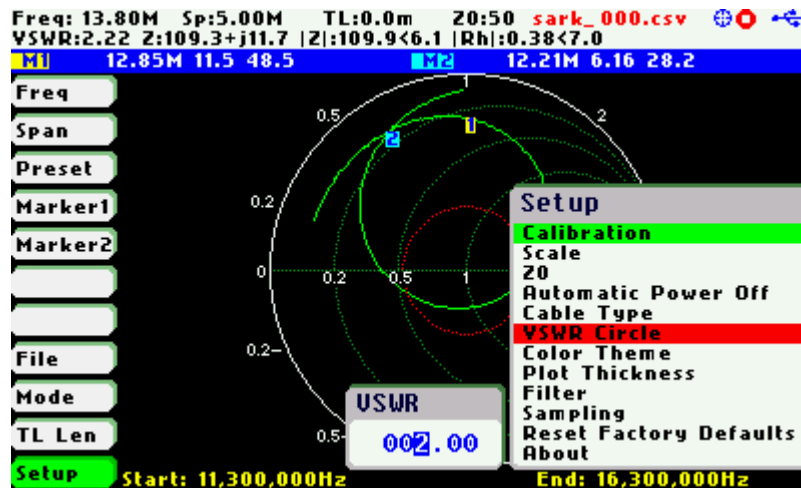 Freq: 13.80M Sp:5.00M TL:0.0m Z0:50 sark_000.csv
VSWR:2.22 Z:109.3+j11.7 |Z|:109.9<6.1 |Rh|:0.38<7.0
M1 12.85M 11.5 48.5 M2 12.21M 6.16 28.2
Freq
Span
Preset
Marker1
Marker2
File
Mode
TL Len
Setup
1
0.5
2
2
1
0.2
0
0.2
0.5
1
0.2
0.5
Setup
Calibration
Scale
Z0
Automatic Power Off
Cable Type
VSWR Circle
Color Theme
Plot Thickness
Filter
Sampling
Reset Factory Defaults
About
VSWR
002.00
Start: 11,300,000Hz
End: 16,300,000Hz